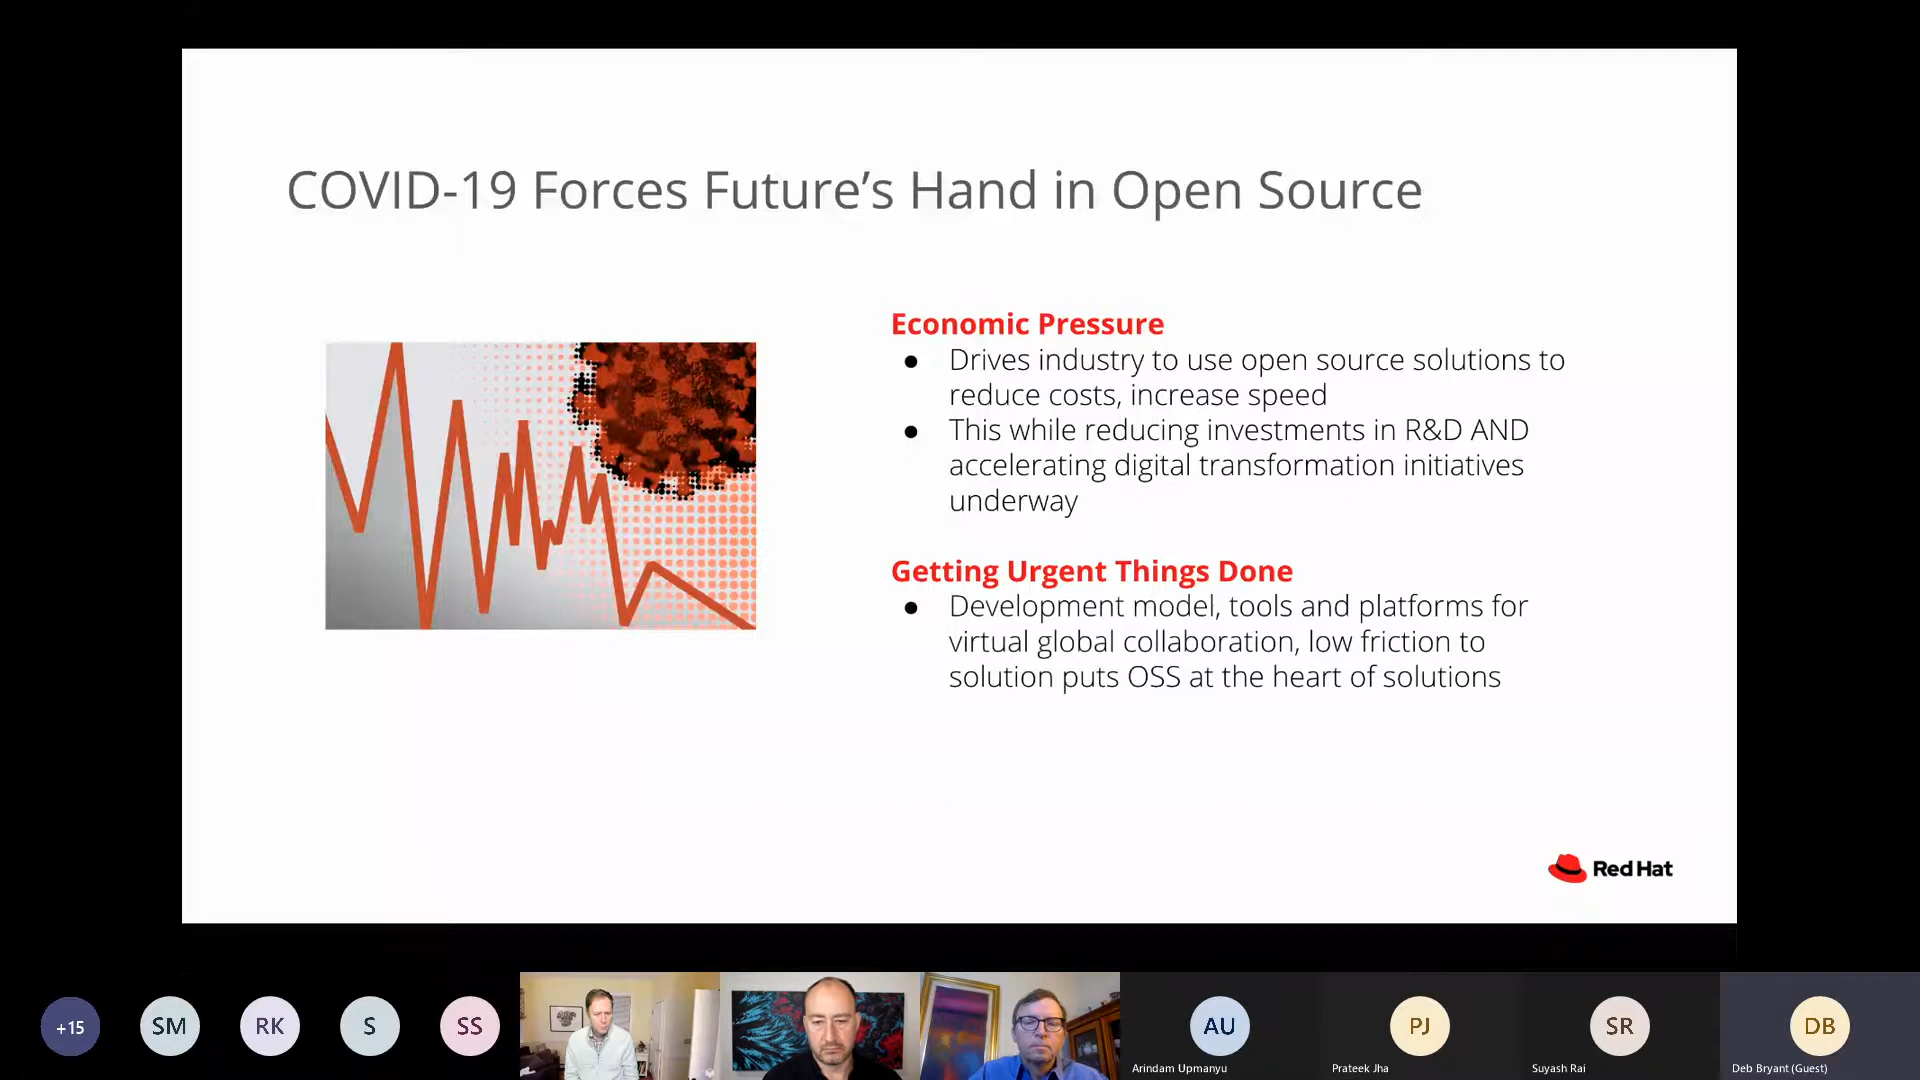 COVID-19 Forces Future’s Hand in Open Source
Economic Pressure
● Drives industry to use open source solutions to
reduce costs, increase speed
● This while reducing investments in R&D AND
accelerating digital transformation initiatives
underway
Getting Urgent Things Done
● Development model, tools and platforms for
virtual global collaboration, low friction to
solution puts OSS at the heart of solutions
Red Hat
+15
SM
RK
S
SS
AU
Arindam Upmanyu
PJ
Prateek Jha
SR
Suyash Rai
DB
Deb Bryant (Guest)